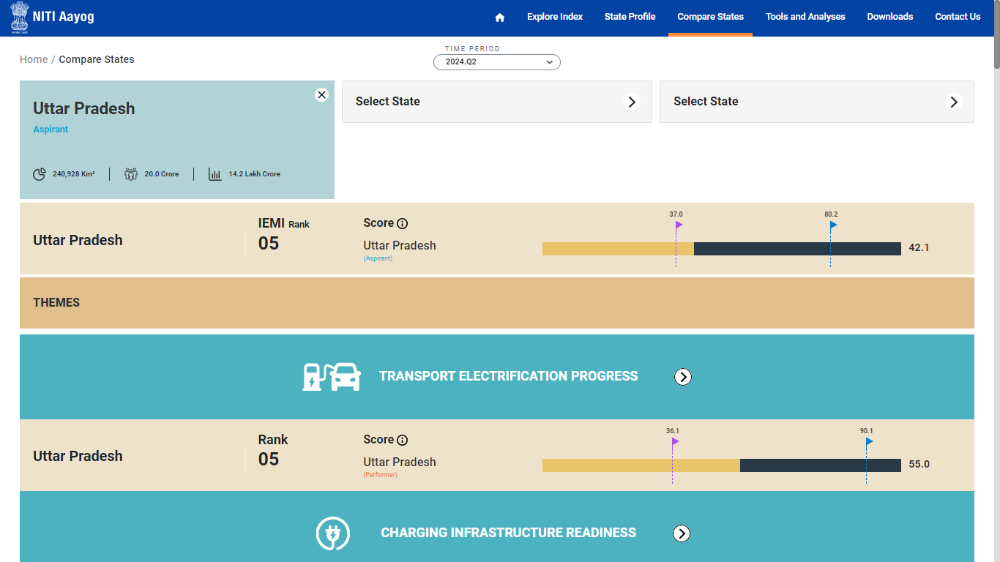 NITI Aayog
Explore Index State Profile Compare States Tools and Analyses Downloads Contact Us
Home / Compare States
TIME PERIOD
2024.Q2
Uttar Pradesh
Aspirant
240,928 Km² 20.0 Crore 14.2 Lakh Crore
Select State
Select State
Uttar Pradesh
IEMI Rank
05
Score
Uttar Pradesh
(Aspirant)
37.0 80.2
42.1
THEMES
TRANSPORT ELECTRIFICATION PROGRESS
Uttar Pradesh
Rank
05
Score
Uttar Pradesh
(Performer)
36.1 90.1
55.0
CHARGING INFRASTRUCTURE READINESS